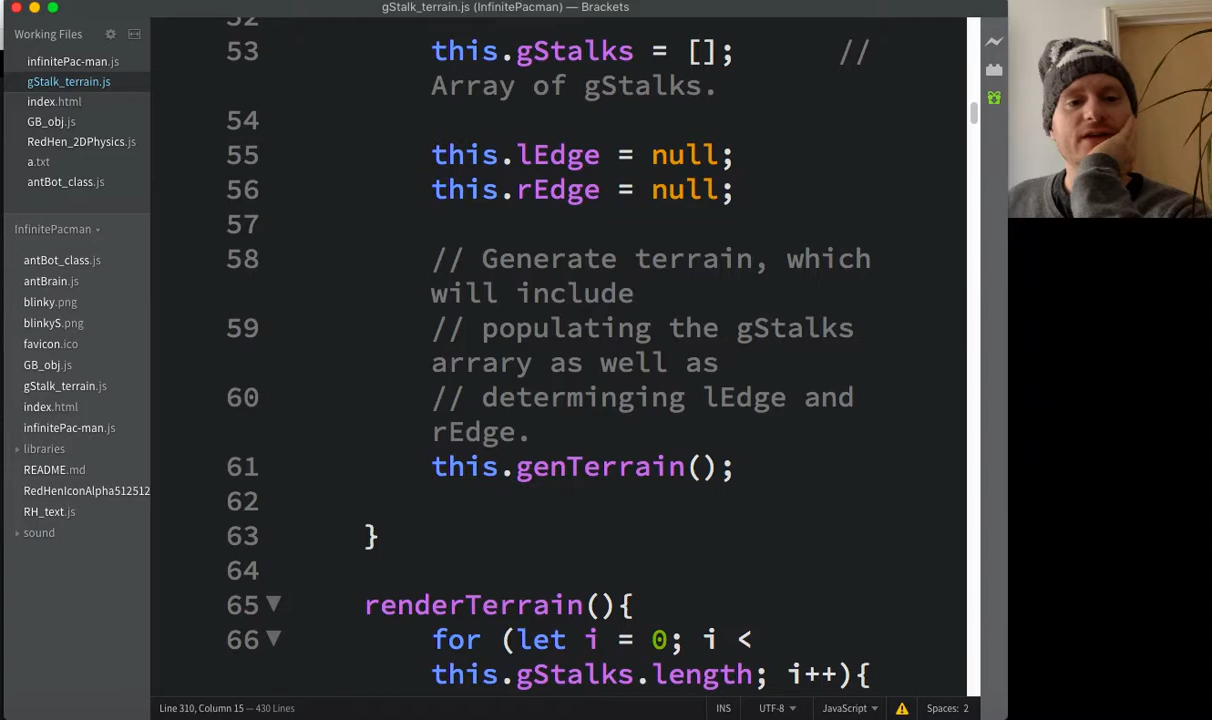 gStalk_terrain.js (InfinitePacman) — Brackets
Working Files
infinitePac-man.js
gStalk_terrain.js
index.html
GB_obj.js
RedHen_2DPhysics.js
a.txt
antBot_class.js
InfinitePacman
antBot_class.js
antBrain.js
blinky.png
blinkyS.png
favicon.ico
GB_obj.js
gStalk_terrain.js
index.html
infinitePac-man.js
libraries
README.md
RedHenIconAlpha512512
RH_text.js
sound
52
53 this.gStalks = []; //
Array of gStalks.
54
55 this.lEdge = null;
56 this.rEdge = null;
57
58 // Generate terrain, which
will include
59 // populating the gStalks
arrary as well as
60 // determinging lEdge and
rEdge.
61 this.genTerrain();
62
63 }
64
65 renderTerrain(){
66 for (let i = 0; i <
this.gStalks.length; i++){
Line 310, Column 15 — 430 Lines
INS
UTF-8
JavaScript
Spaces: 2